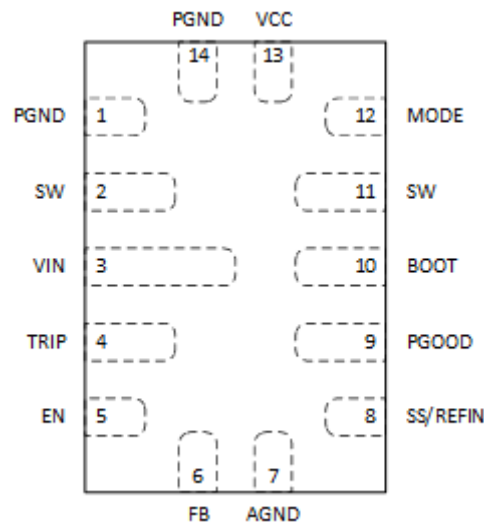 PGND VCC
14 13
PGND 1 12 MODE
SW 2 11 SW
VIN 3 10 BOOT
TRIP 4 9 PGOOD
EN 5 8 SS/REFIN
6 7
FB AGND